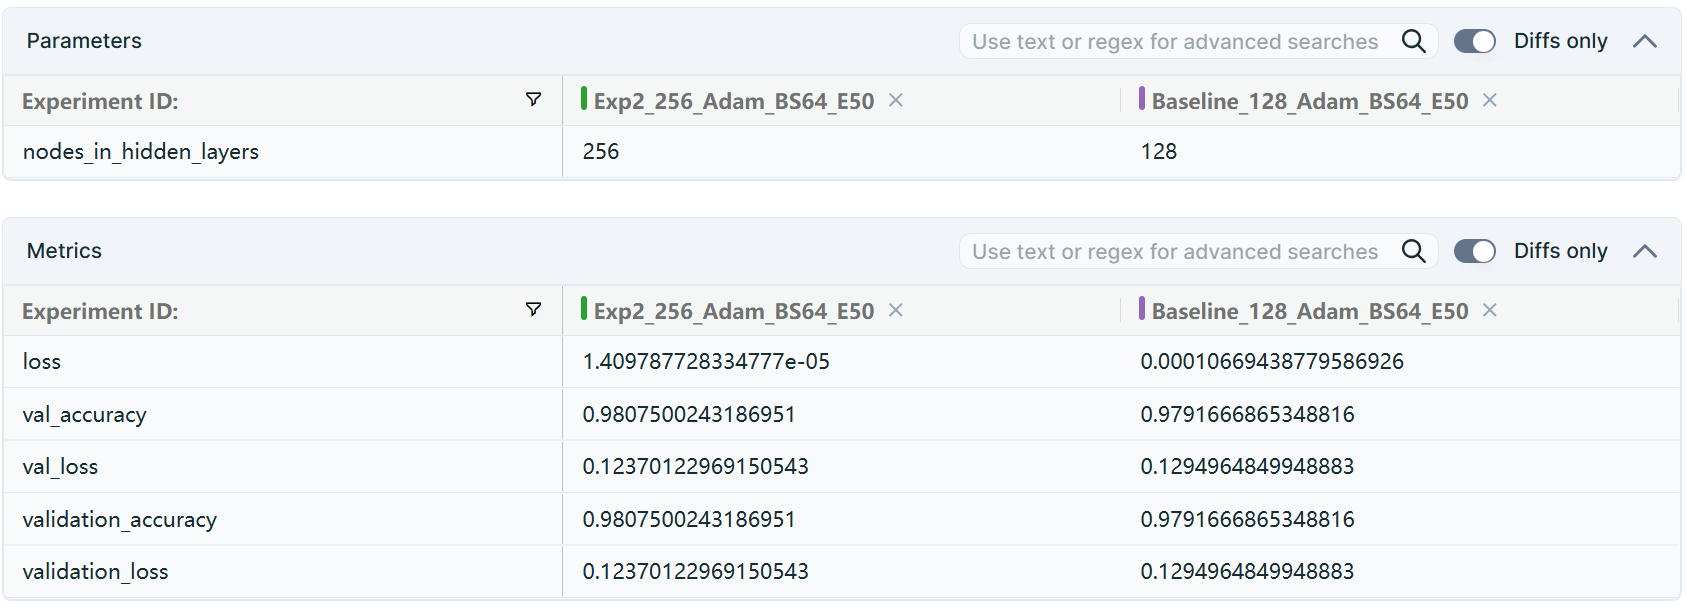 Parameters Use text or regex for advanced searches Diffs only
Experiment ID: Exp2_256_Adam_BS64_E50 Baseline_128_Adam_BS64_E50
nodes_in_hidden_layers 256 128
Metrics Use text or regex for advanced searches Diffs only
Experiment ID: Exp2_256_Adam_BS64_E50 Baseline_128_Adam_BS64_E50
loss 1.409787728334777e-05 0.00010669438779586926
val_accuracy 0.9807500243186951 0.9791666865348816
val_loss 0.12370122969150543 0.1294964849948883
validation_accuracy 0.9807500243186951 0.9791666865348816
validation_loss 0.12370122969150543 0.1294964849948883